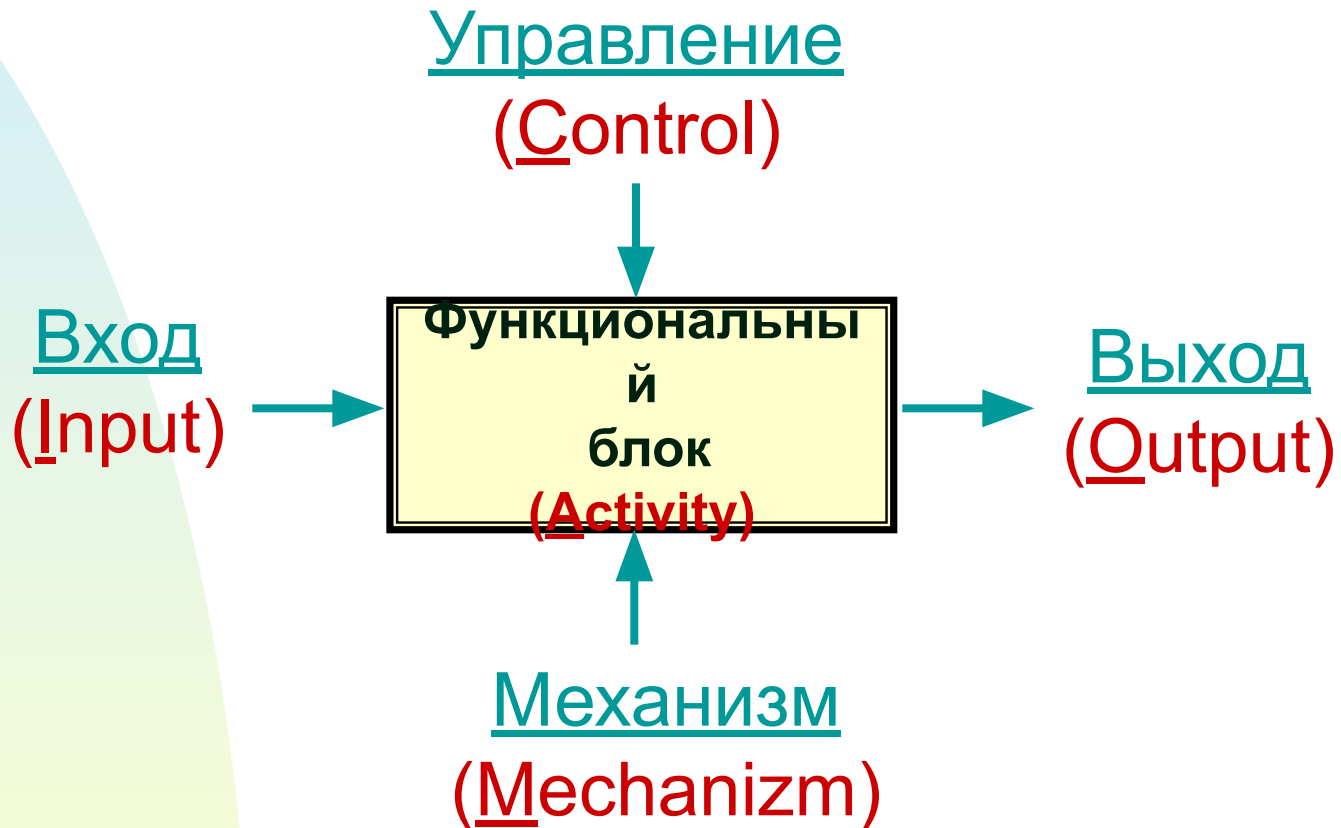 Управление
(Control)
Вход
(Input)
Функциональны
й
блок
(Activity)
Выход
(Output)
Механизм
(Mechanizm)